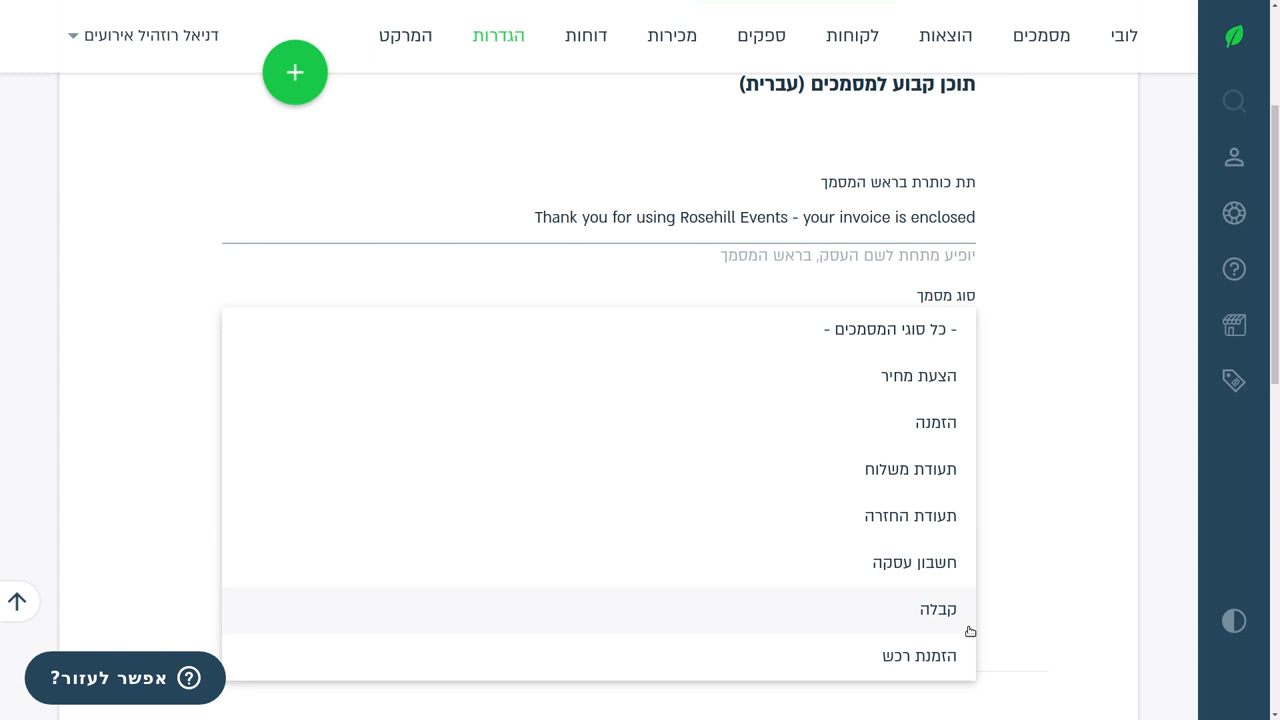 לובי
מסמכים
הוצאות
לקוחות
ספקים
מכירות
דוחות
הגדרות
המרקט
דניאל רוזהיל אירועים
תוכן קבוע למסמכים (עברית)
תת כותרת בראש המסמך
Thank you for using Rosehill Events - your invoice is enclosed
יופיע מתחת לשם העסק, בראש המסמך
סוג מסמך
- כל סוגי המסמכים -
הצעת מחיר
הזמנה
תעודת משלוח
תעודת החזרה
חשבון עסקה
קבלה
הזמנת רכש
אפשר לעזור?